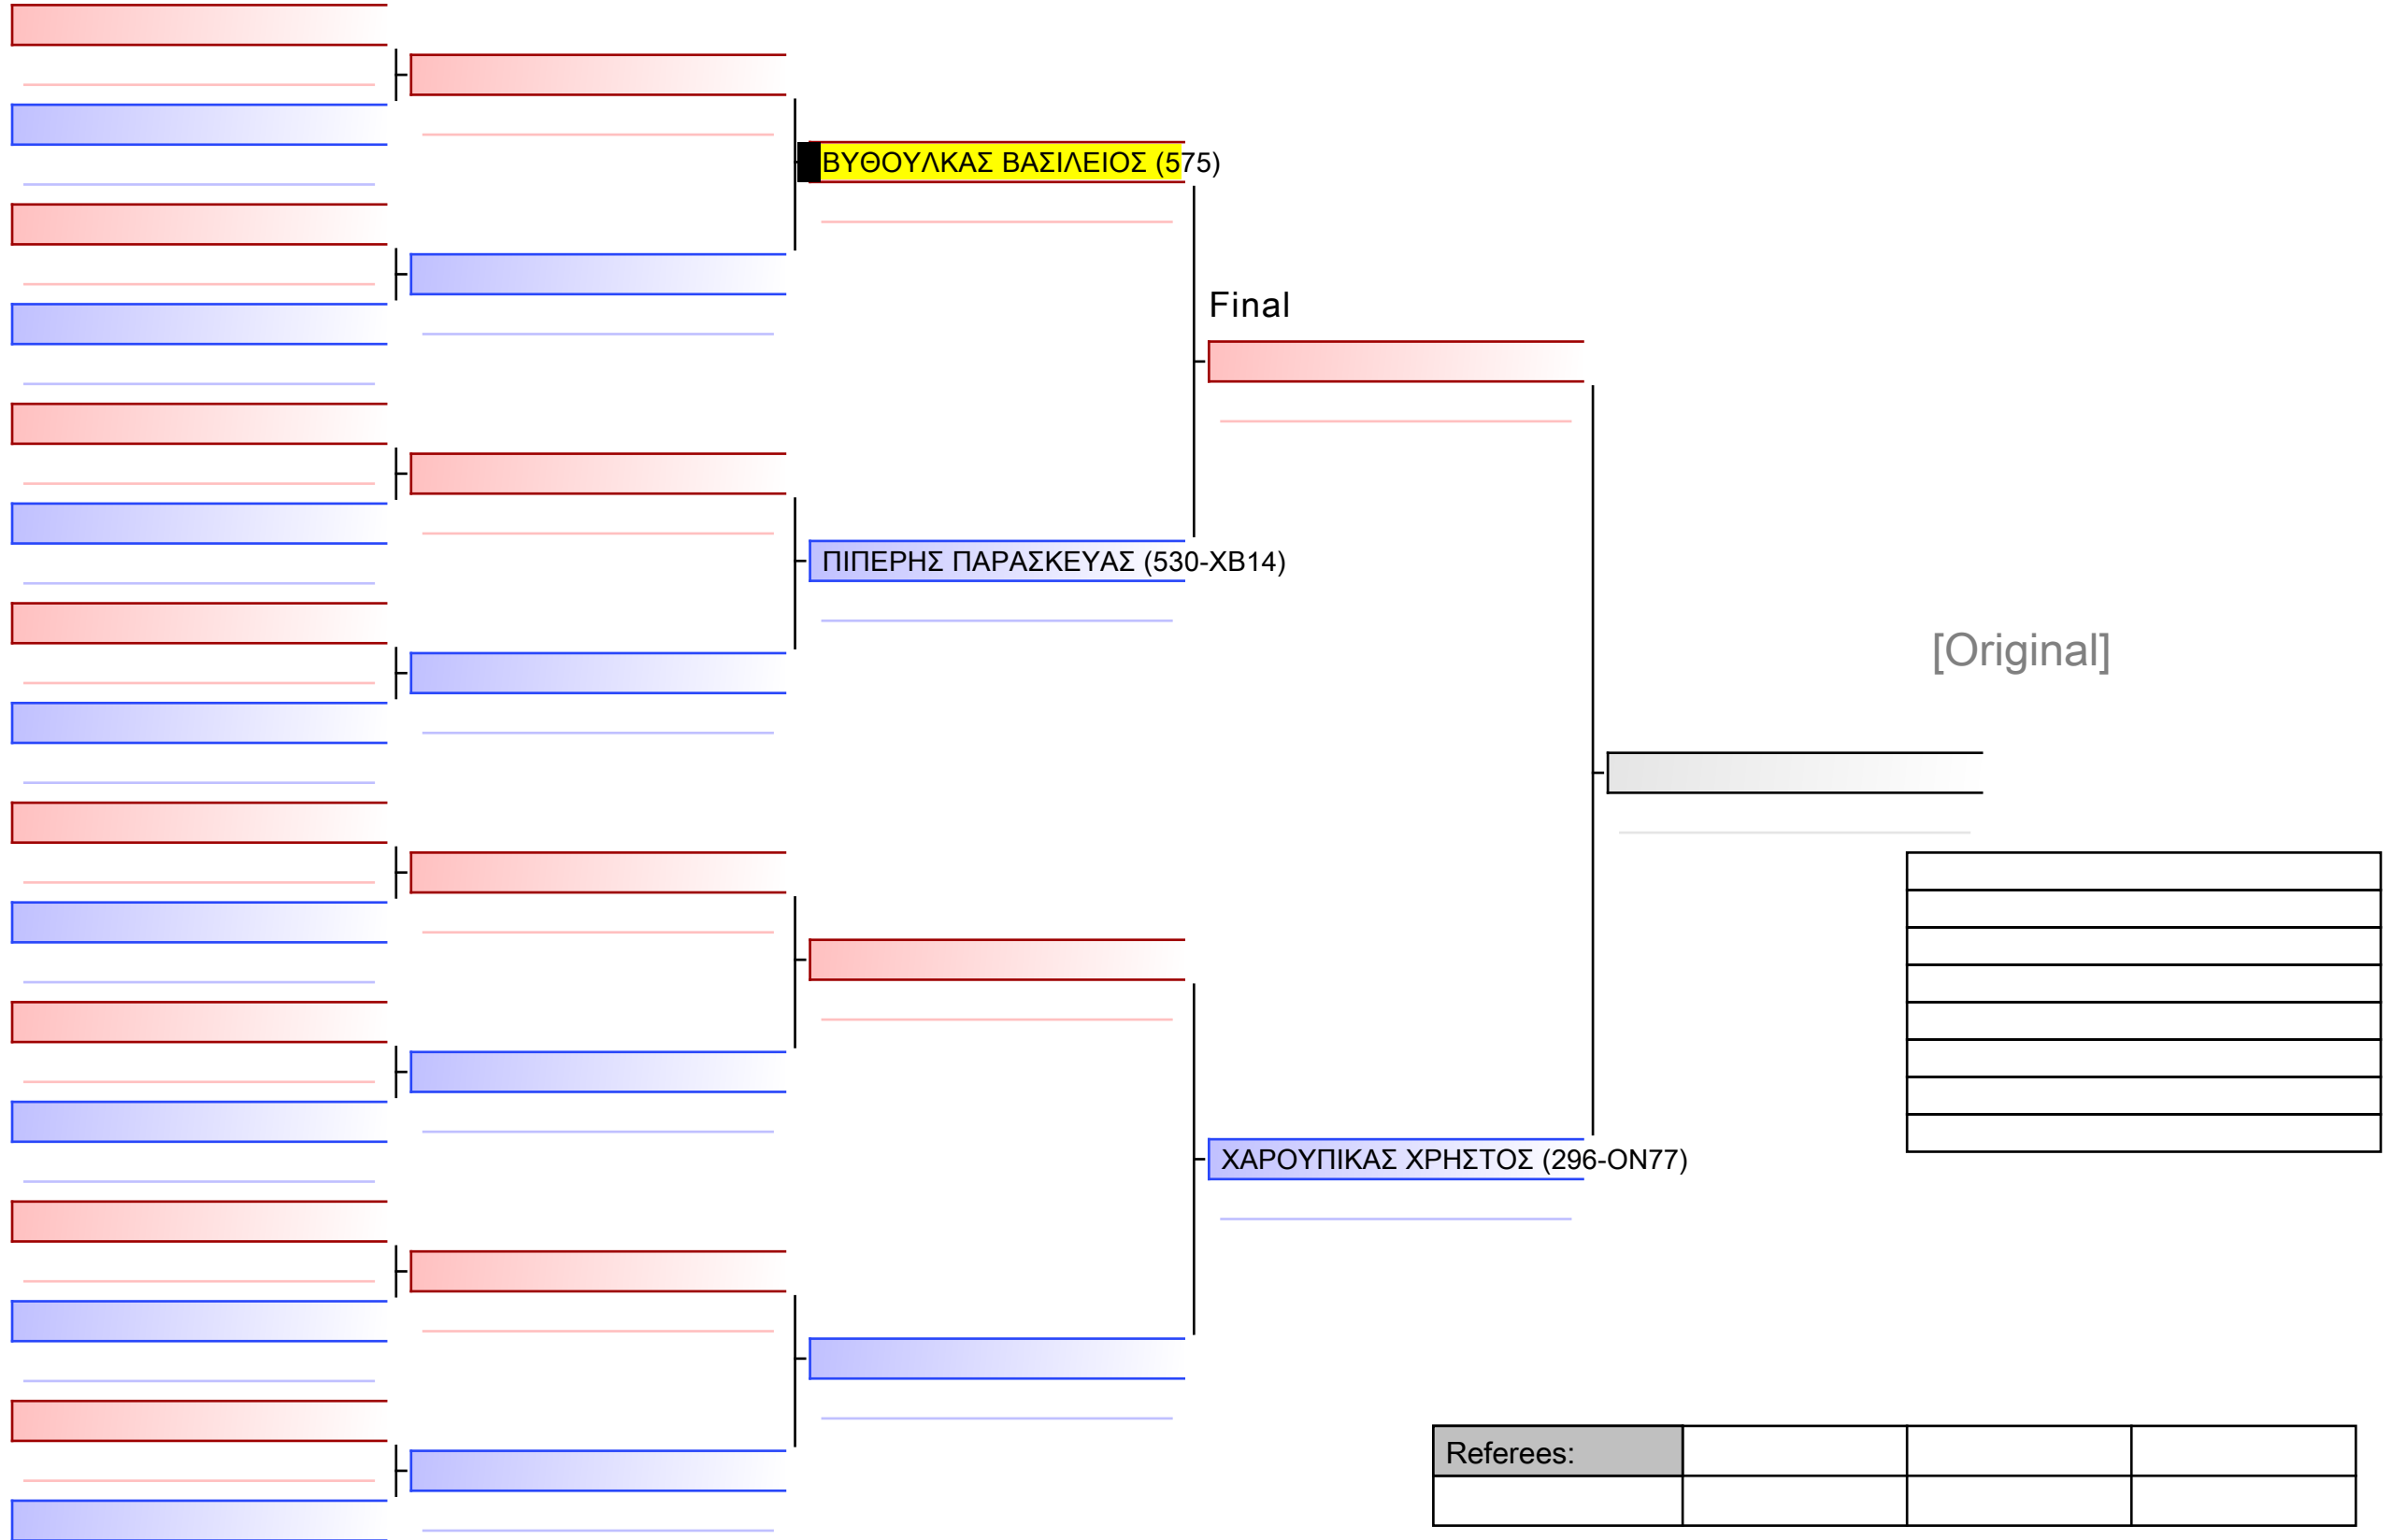 ΒΥΘΟΥΛΚΑΣ ΒΑΣΙΛΕΙΟΣ (575)
Final
ΠΙΠΕΡΗΣ ΠΑΡΑΣΚΕΥΑΣ (530-ΧΒ14)
[Original]
ΧΑΡΟΥΠΙΚΑΣ ΧΡΗΣΤΟΣ (296-ΟΝ77)
Referees: